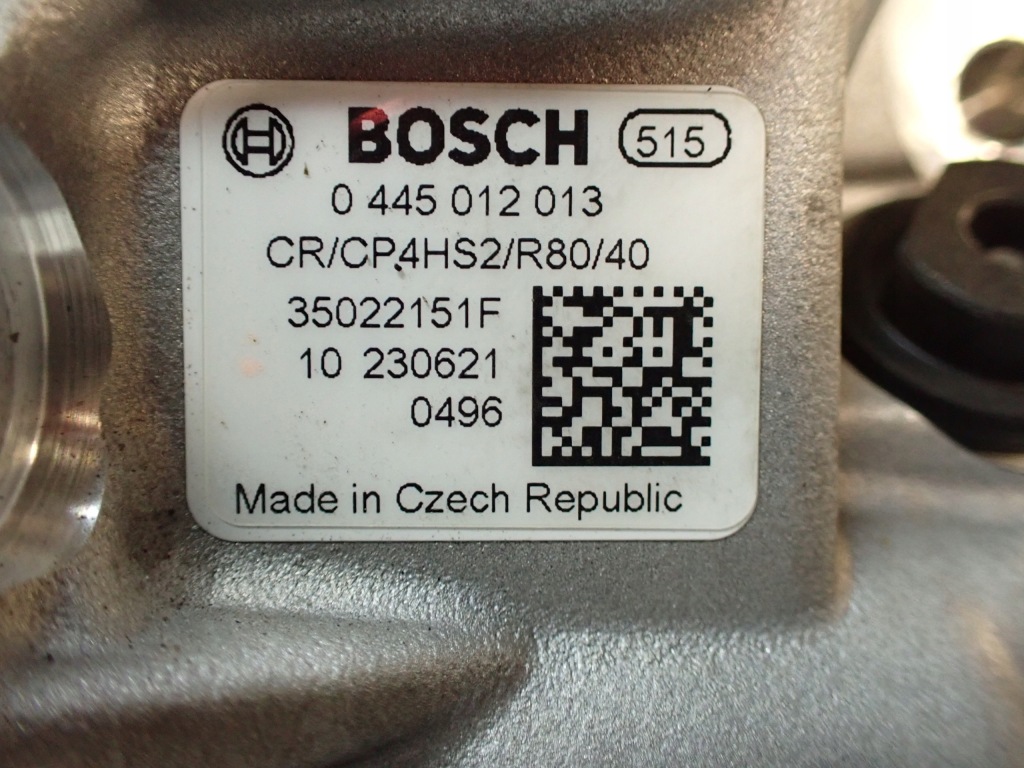 BOSCH 515
0 445 012 013
CR/CP4HS2/R80/40
35022151F
10 230621
0496
Made in Czech Republic